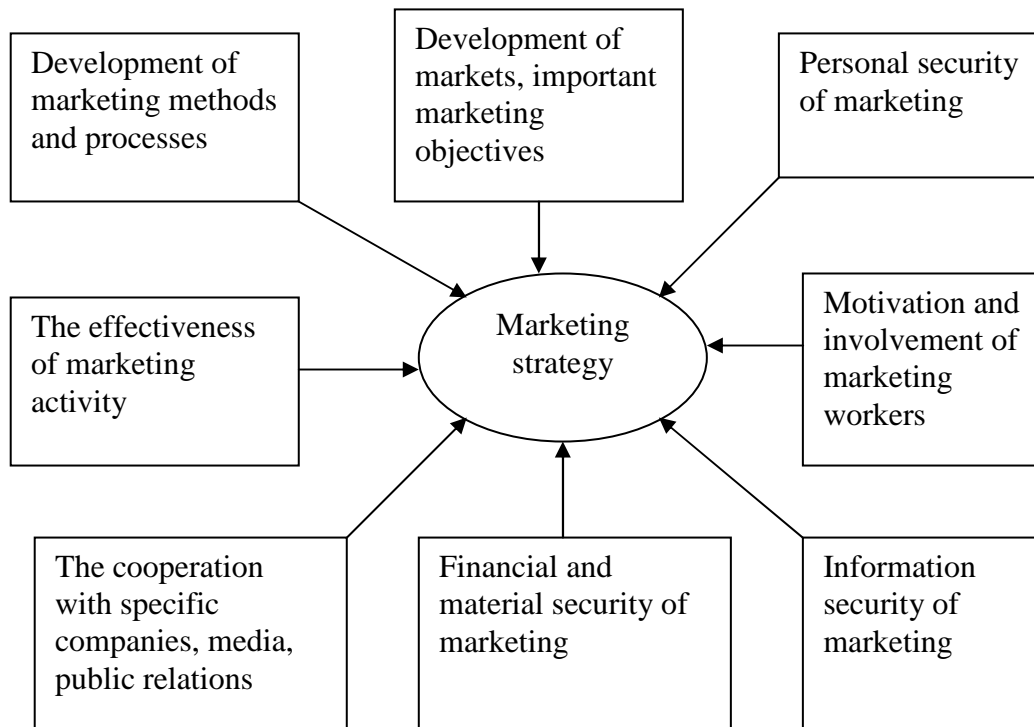 Development of
marketing methods
and processes
Development of
markets, important
marketing
objectives
Personal security
of marketing
The effectiveness
of marketing
activity
Marketing
strategy
Motivation and
involvement of
marketing
workers
The cooperation
with specific
companies, media,
public relations
Financial and
material security of
marketing
Information
security of
marketing